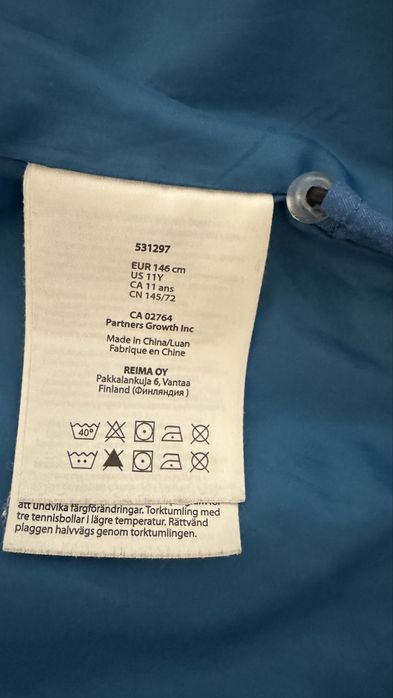 531297
EUR 146 cm
US 11Y
CA 11 ans
CN 145/72
CA 02764
Partners Growth Inc
Made in China/Luan
Fabrique en Chine
REIMA OY
Pakkalankuja 6, Vantaa
Finland (Финляндия )
40°
att undvika färgförändringar. Torktumling med
tre tennisbollar i lägre temperatur. Rättvänd
plaggen halvvägs genom torktumlingen.